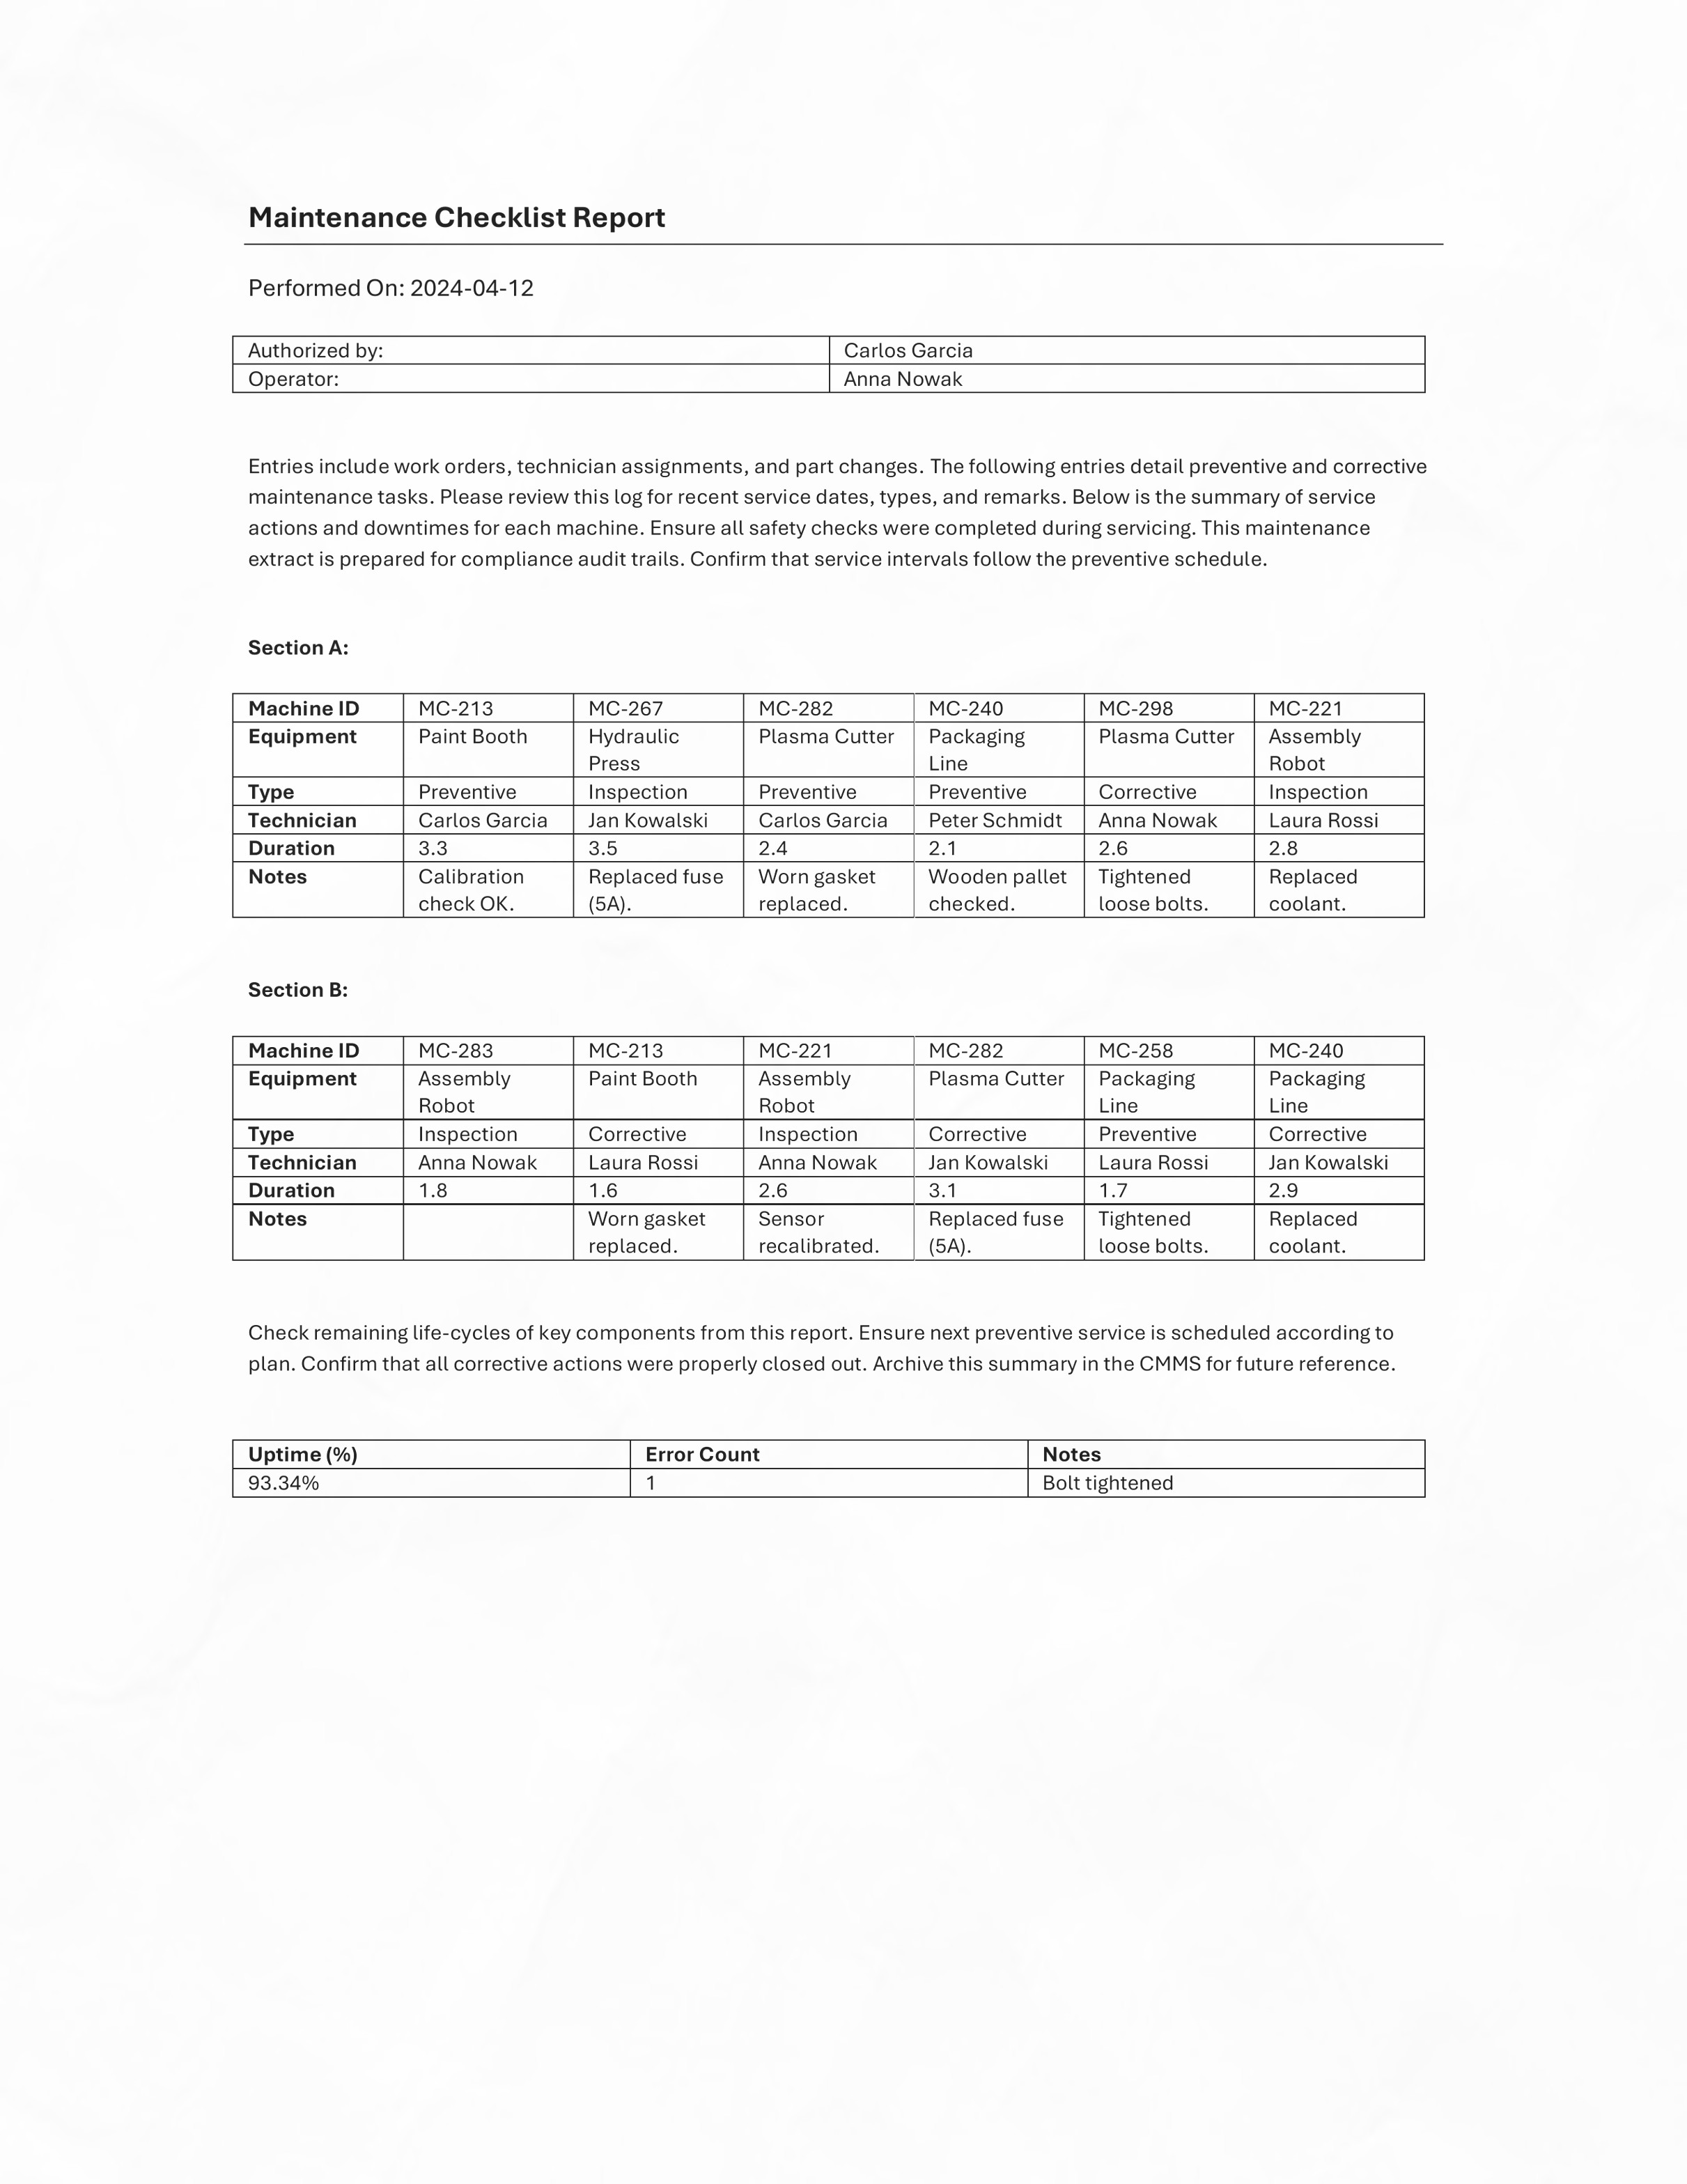 Maintenance Checklist Report
Performed On: 2024-04-12
Authorized by: Carlos Garcia
Operator: Anna Nowak
Entries include work orders, technician assignments, and part changes. The following entries detail preventive and corrective
maintenance tasks. Please review this log for recent service dates, types, and remarks. Below is the summary of service
actions and downtimes for each machine. Ensure all safety checks were completed during servicing. This maintenance
extract is prepared for compliance audit trails. Confirm that service intervals follow the preventive schedule.
Section A:
Machine ID MC-213 MC-267 MC-282 MC-240 MC-298 MC-221
Equipment Paint Booth Hydraulic Plasma Cutter Packaging Plasma Cutter Assembly
Press Line Robot
Type Preventive Inspection Preventive Preventive Corrective Inspection
Technician Carlos Garcia Jan Kowalski Carlos Garcia Peter Schmidt Anna Nowak Laura Rossi
Duration 3.3 3.5 2.4 2.1 2.6 2.8
Notes Calibration Replaced fuse Worn gasket Wooden pallet Tightened Replaced
check OK. (5A). replaced. checked. loose bolts. coolant.
Section B:
Machine ID MC-283 MC-213 MC-221 MC-282 MC-258 MC-240
Equipment Assembly Paint Booth Assembly Plasma Cutter Packaging Packaging
Robot Robot Line Line
Type Inspection Corrective Inspection Corrective Preventive Corrective
Technician Anna Nowak Laura Rossi Anna Nowak Jan Kowalski Laura Rossi Jan Kowalski
Duration 1.8 1.6 2.6 3.1 1.7 2.9
Notes Worn gasket Sensor Replaced fuse Tightened Replaced
replaced. recalibrated. (5A). loose bolts. coolant.
Check remaining life-cycles of key components from this report. Ensure next preventive service is scheduled according to
plan. Confirm that all corrective actions were properly closed out. Archive this summary in the CMMS for future reference.
Uptime (%) Error Count Notes
93.34% 1 Bolt tightened